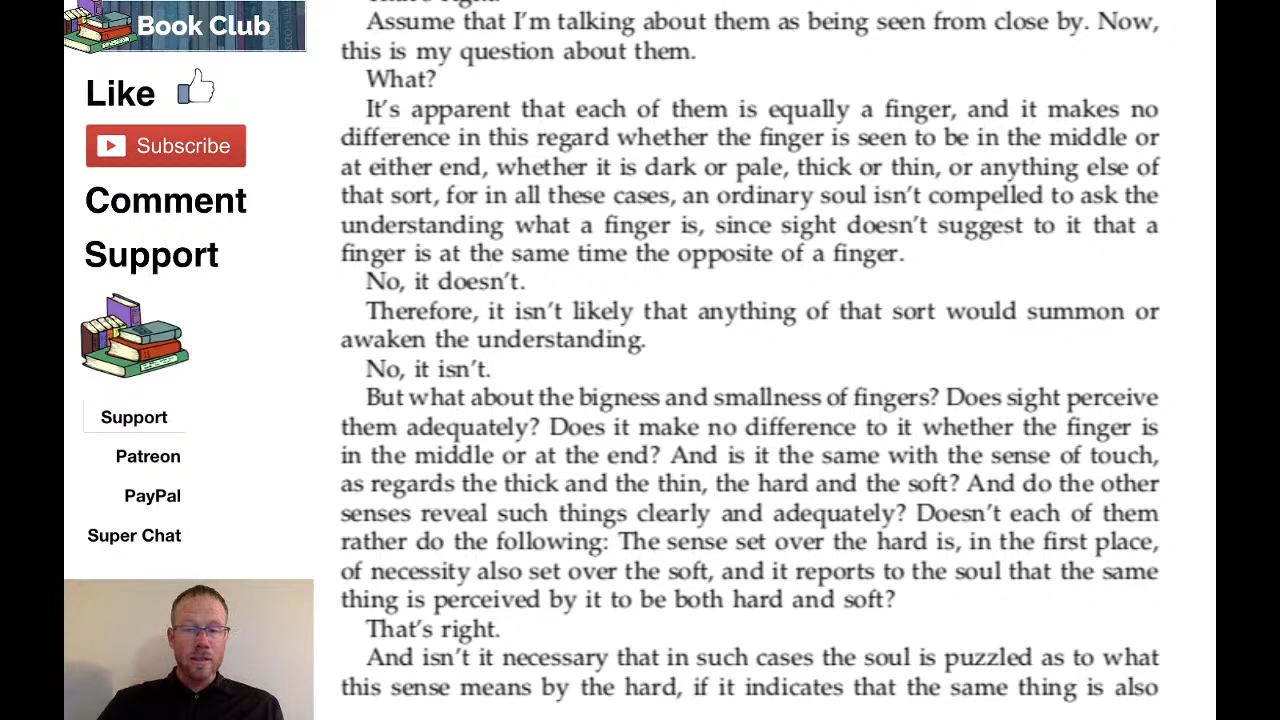 Book Club
Like
Subscribe
Comment
Support
Support
Patreon
PayPal
Super Chat
Assume that I'm talking about them as being seen from close by. Now,
this is my question about them.
What?
It's apparent that each of them is equally a finger, and it makes no
difference in this regard whether the finger is seen to be in the middle or
at either end, whether it is dark or pale, thick or thin, or anything else of
that sort, for in all these cases, an ordinary soul isn't compelled to ask the
understanding what a finger is, since sight doesn't suggest to it that a
finger is at the same time the opposite of a finger.
No, it doesn't.
Therefore, it isn't likely that anything of that sort would summon or
awaken the understanding.
No, it isn't.
But what about the bigness and smallness of fingers? Does sight perceive
them adequately? Does it make no difference to it whether the finger is
in the middle or at the end? And is it the same with the sense of touch,
as regards the thick and the thin, the hard and the soft? And do the other
senses reveal such things clearly and adequately? Doesn't each of them
rather do the following: The sense set over the hard is, in the first place,
of necessity also set over the soft, and it reports to the soul that the same
thing is perceived by it to be both hard and soft?
That's right.
And isn't it necessary that in such cases the soul is puzzled as to what
this sense means by the hard, if it indicates that the same thing is also